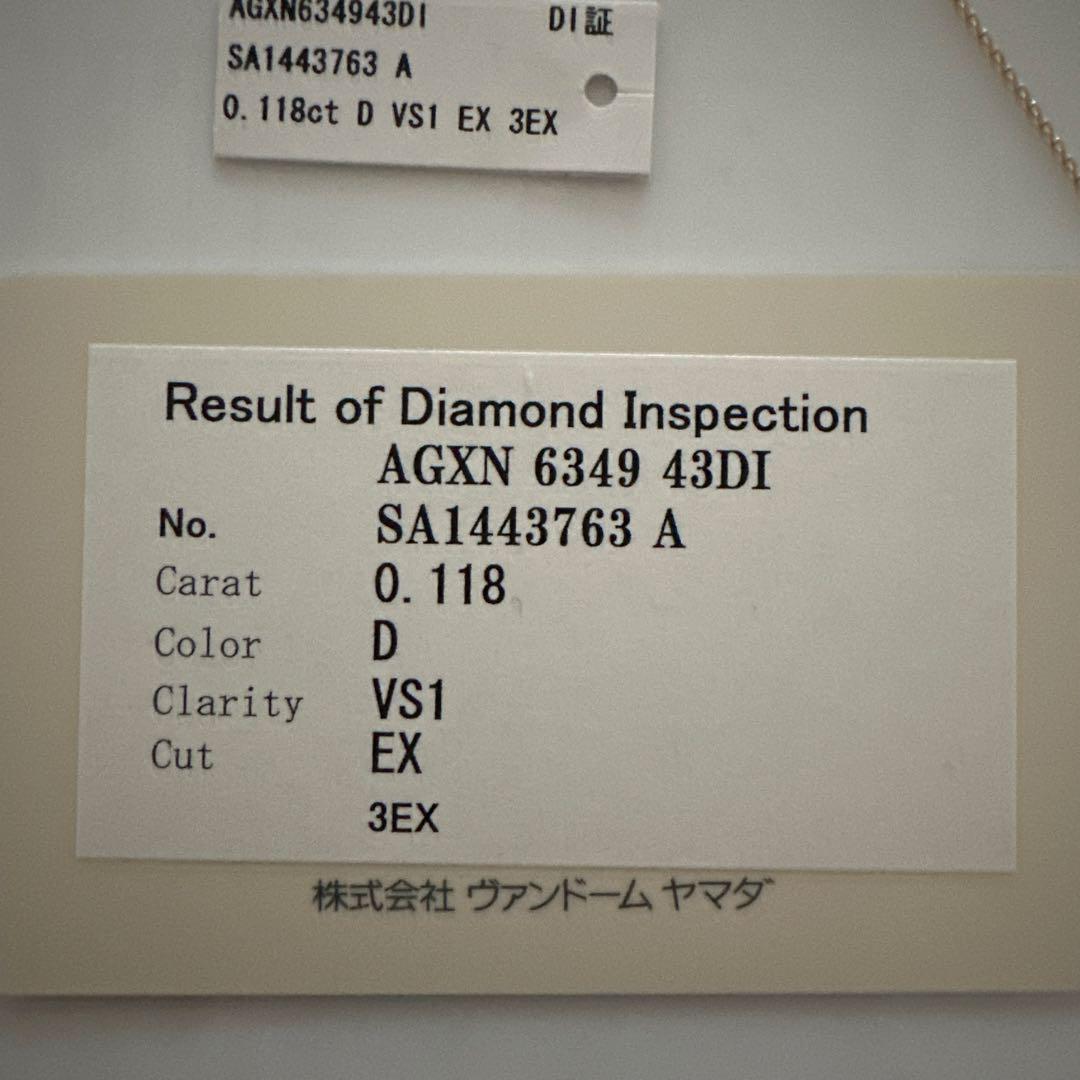 AGXN634943DI DI証
SA1443763 A
0.118ct D VS1 EX 3EX
Result of Diamond Inspection
AGXN 6349 43DI
No. SA1443763 A
Carat 0.118
Color D
Clarity VS1
Cut EX
3EX
株式会社 ヴァンドーム ヤマダ